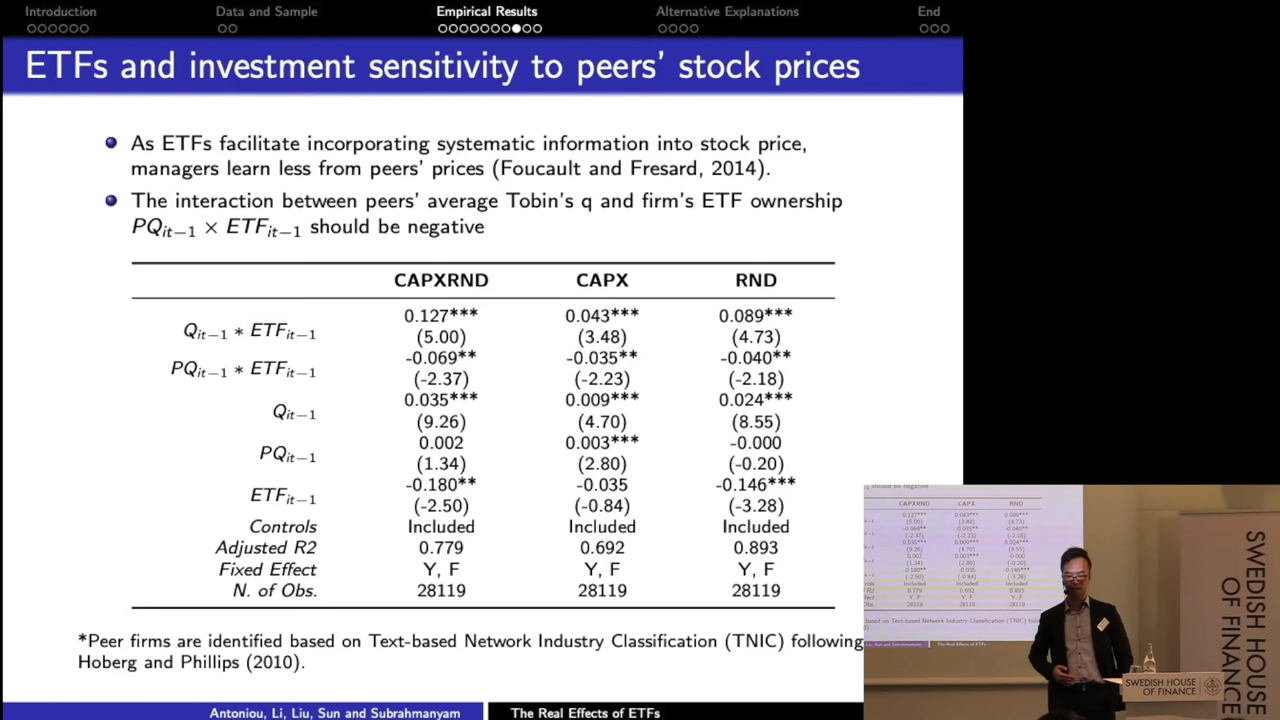 Introduction Data and Sample Empirical Results Alternative Explanations End
ETFs and investment sensitivity to peers' stock prices
As ETFs facilitate incorporating systematic information into stock price,
managers learn less from peers' prices (Foucault and Fresard, 2014).
The interaction between peers' average Tobin's q and firm's ETF ownership
PQit−1 × ETFit−1 should be negative
CAPXRND CAPX RND
0.127*** 0.043*** 0.089***
Qit−1 * ETFit−1
(5.00) (3.48) (4.73)
-0.069** -0.035** -0.040**
PQit−1 * ETFit−1
(-2.37) (-2.23) (-2.18)
0.035*** 0.009*** 0.024***
Qit−1
(9.26) (4.70) (8.55)
0.002 0.003*** -0.000
PQit−1
(1.34) (2.80) (-0.20)
-0.180** -0.035 -0.146***
ETFit−1
(-2.50) (-0.84) (-3.28)
Controls Included Included Included
Adjusted R2 0.779 0.692 0.893
Fixed Effect Y, F Y, F Y, F
N. of Obs. 28119 28119 28119
*Peer firms are identified based on Text-based Network Industry Classification (TNIC) following
Hoberg and Phillips (2010).
Antoniou, Li, Liu, Sun and Subrahmanyam The Real Effects of ETFs
SWEDISH HOUSE
OF FINANCE
SWEDISH HOUSE
OF FINANCE